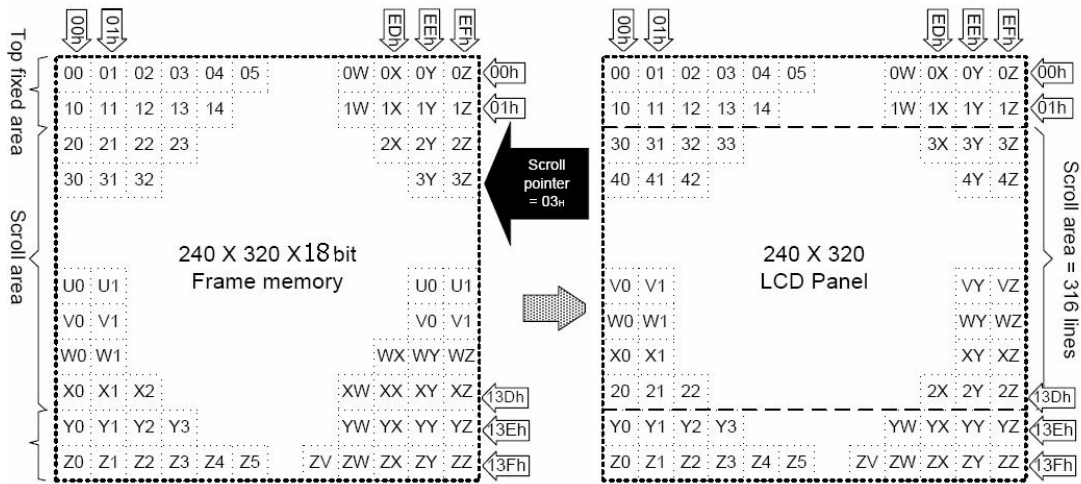 00h 01h EDh EEh EFh 00h 01h EDh EEh EFh
Top fixed area
00 01 02 03 04 05 0W 0X 0Y 0Z 00h 00 01 02 03 04 05 0W 0X 0Y 0Z 00h
10 11 12 13 14 1W 1X 1Y 1Z 01h 10 11 12 13 14 1W 1X 1Y 1Z 01h
20 21 22 23 2X 2Y 2Z 30 31 32 33 3X 3Y 3Z
30 31 32 3Y 3Z 40 41 42 4Y 4Z
Scroll
pointer
= 03H
Scroll area
Scroll area = 316 lines
240 X 320 X18bit
Frame memory
240 X 320
LCD Panel
U0 U1 U0 U1 V0 V1 VY VZ
V0 V1 V0 V1 W0 W1 WY WZ
W0 W1 WX WY WZ X0 X1 XY XZ
X0 X1 X2 XW XX XY XZ 13Dh 20 21 22 2X 2Y 2Z 13Dh
Y0 Y1 Y2 Y3 YW YX YY YZ 13Eh Y0 Y1 Y2 Y3 YW YX YY YZ 13Eh
Z0 Z1 Z2 Z3 Z4 Z5 ZV ZW ZX ZY ZZ 13Fh Z0 Z1 Z2 Z3 Z4 Z5 ZV ZW ZX ZY ZZ 13Fh